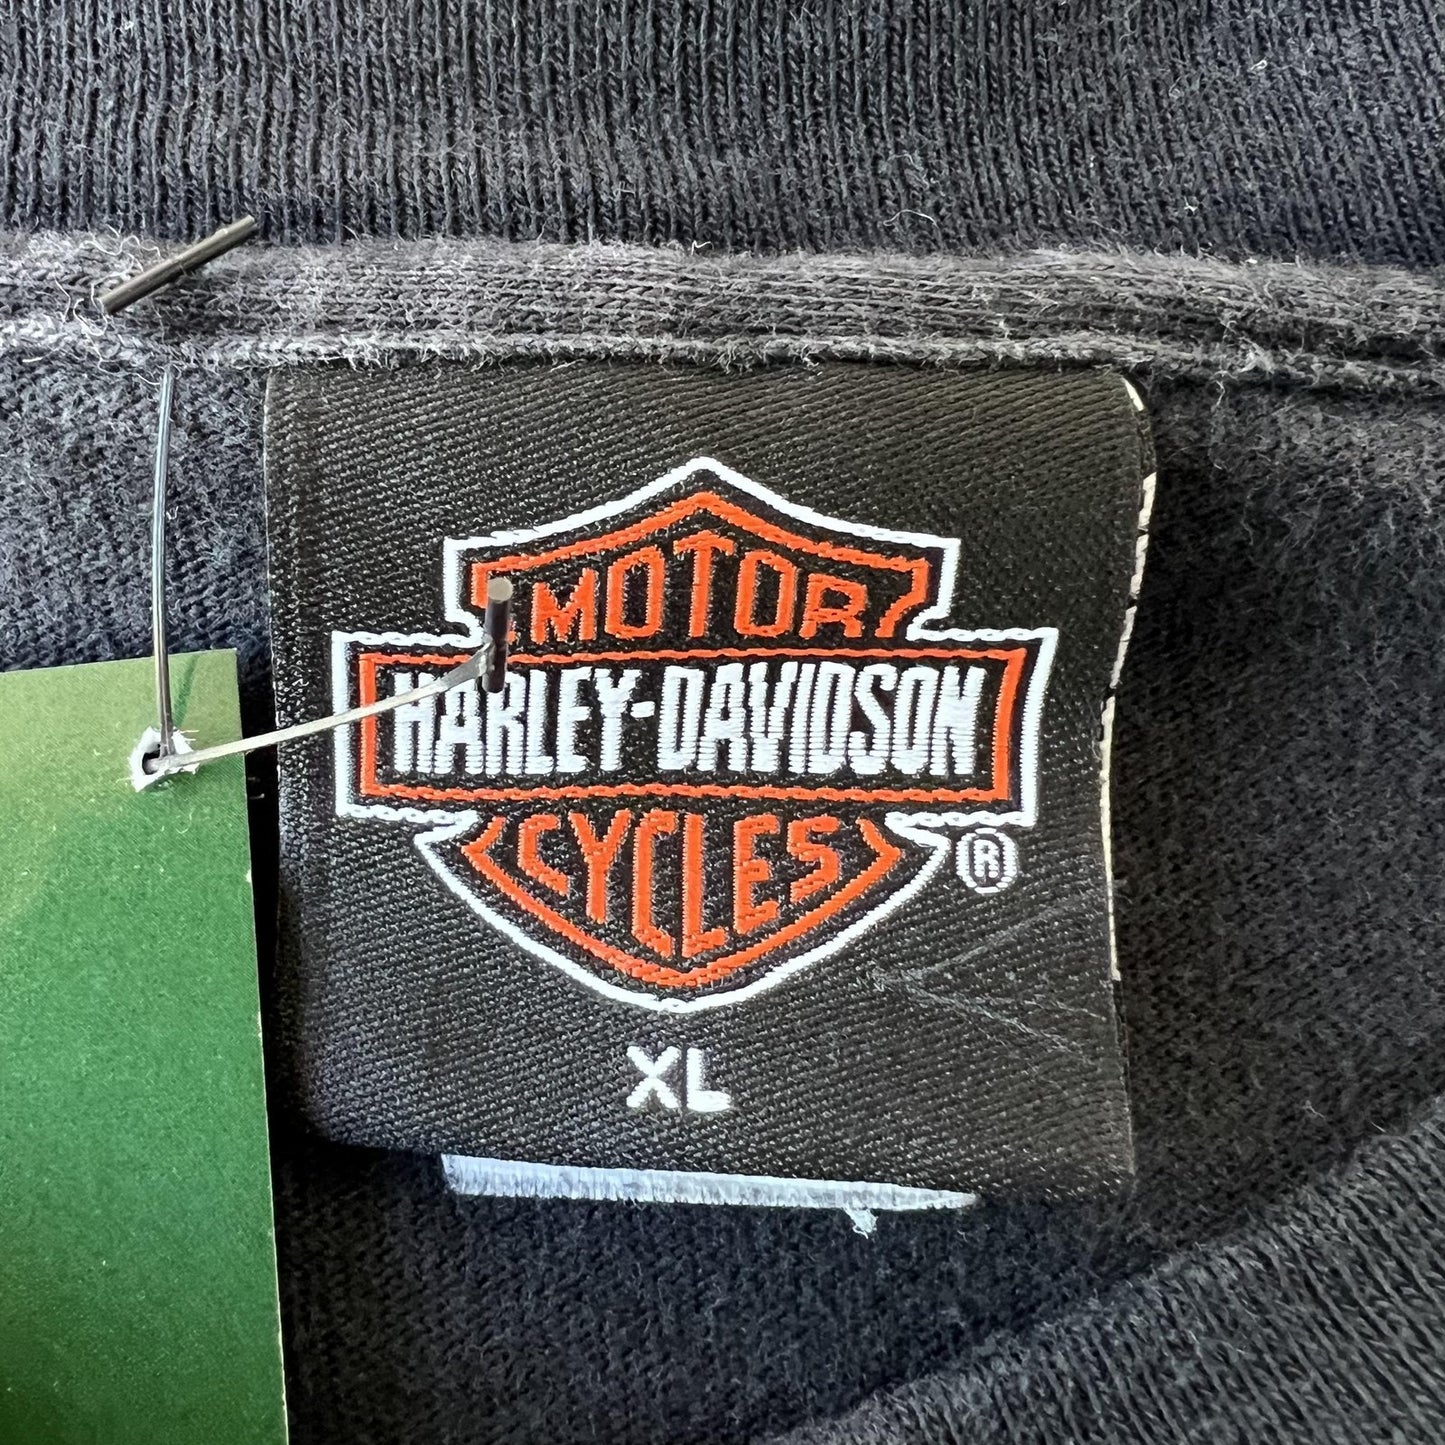 MOTOR
HARLEY-DAVIDSON
CYCLES
®
XL